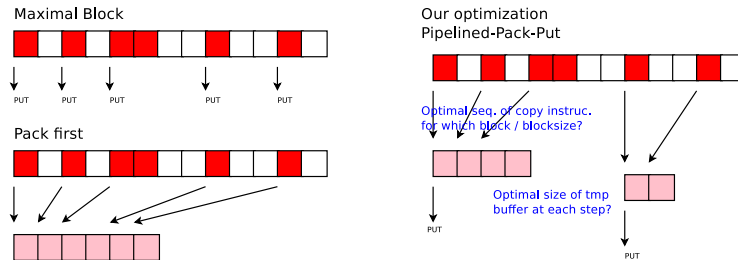 Maximal Block
PUT
PUT
PUT
PUT
PUT
Pack first
Our optimization
Pipelined-Pack-Put
Optimal seq. of copy instruc.
for which block / blocksize?
Optimal size of tmp
buffer at each step?
PUT
PUT